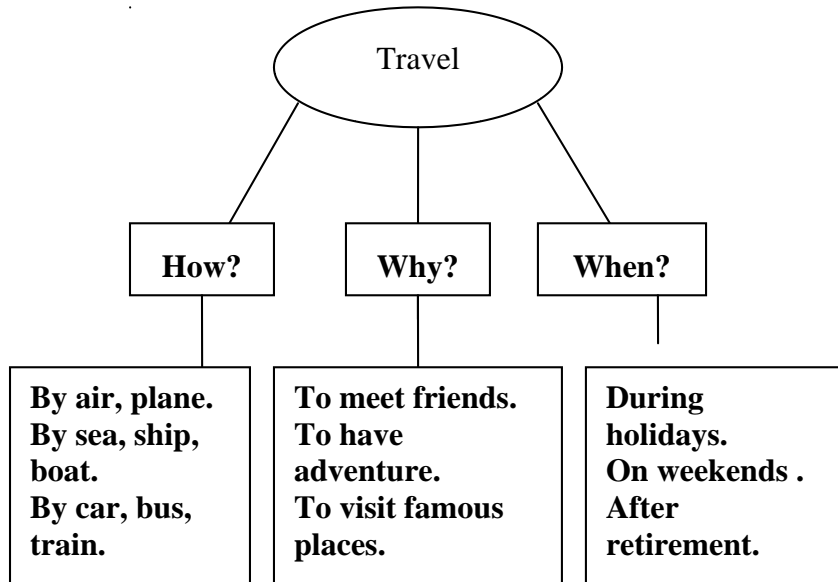 Travel
How?
Why?
When?
By air, plane.
By sea, ship,
boat.
By car, bus,
train.
To meet friends.
To have
adventure.
To visit famous
places.
During
holidays.
On weekends .
After
retirement.